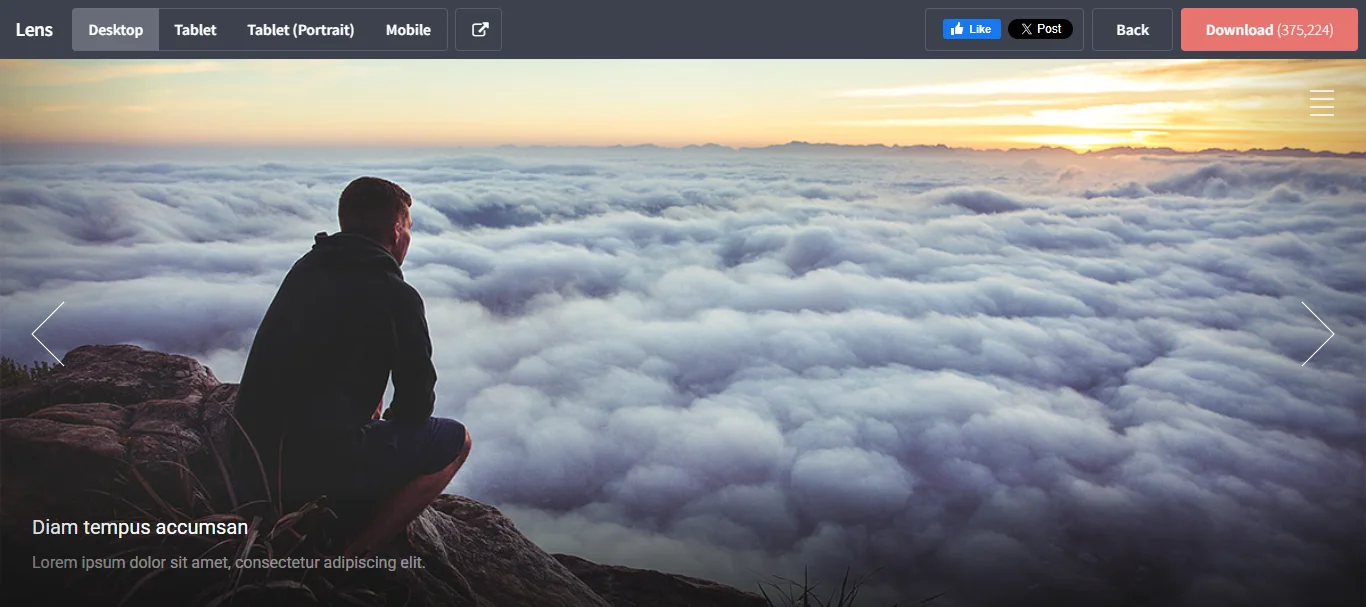 Lens Desktop Tablet Tablet (Portrait) Mobile Like Post Back Download (375,224)
Diam tempus accumsan
Lorem ipsum dolor sit amet, consectetur adipiscing elit.